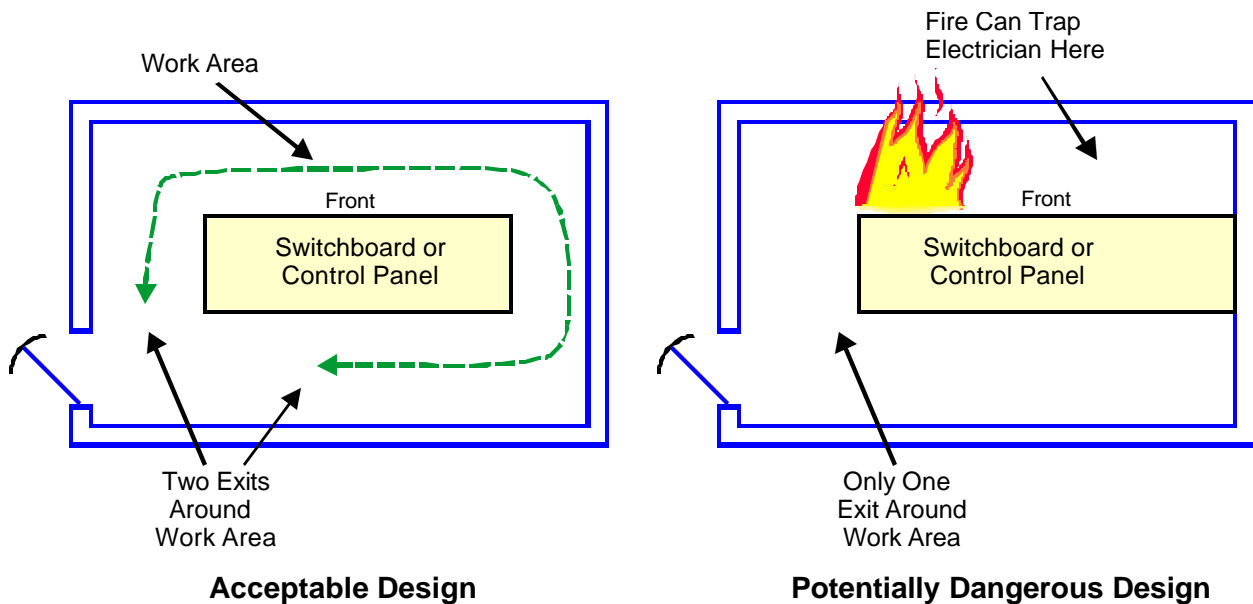 Work Area
Front
Switchboard or
Control Panel
Two Exits
Around
Work Area
Acceptable Design
Fire Can Trap
Electrician Here
Front
Switchboard or
Control Panel
Only One
Exit Around
Work Area
Potentially Dangerous Design